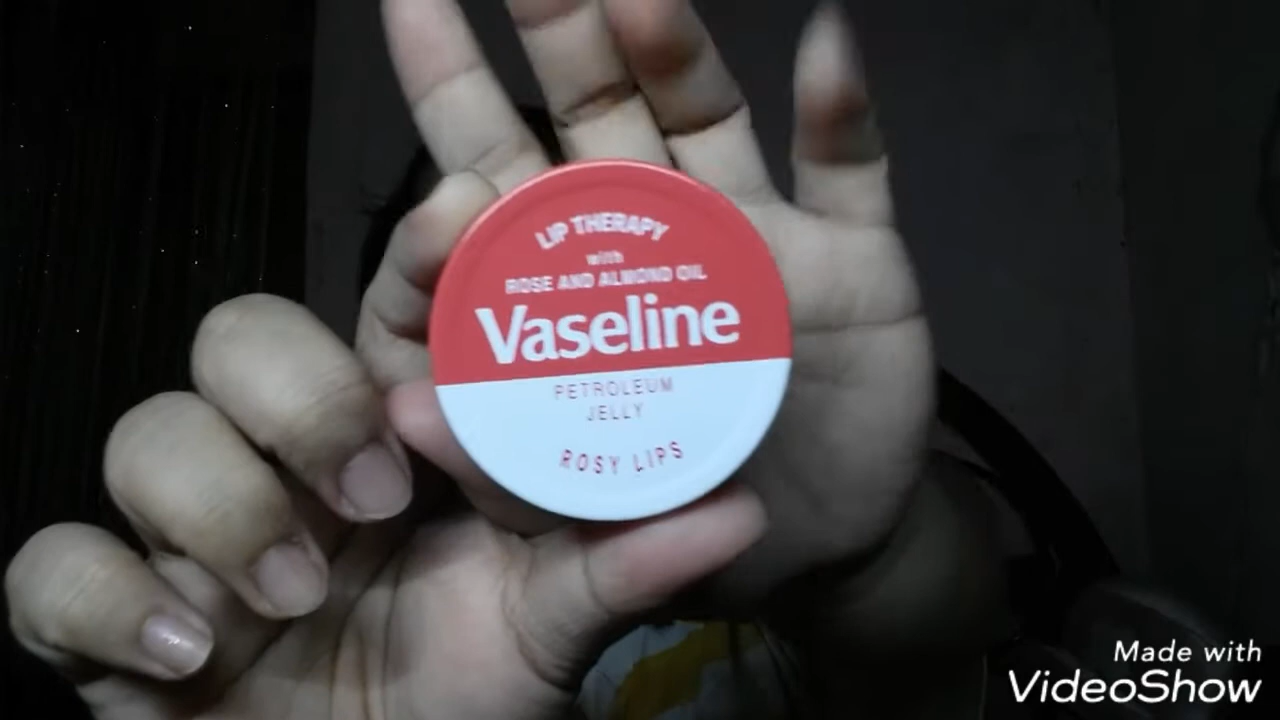 LIP THERAPY
with
ROSE AND ALMOND OIL
Vaseline
PETROLEUM
JELLY
ROSY LIPS
Made with
VideoShow